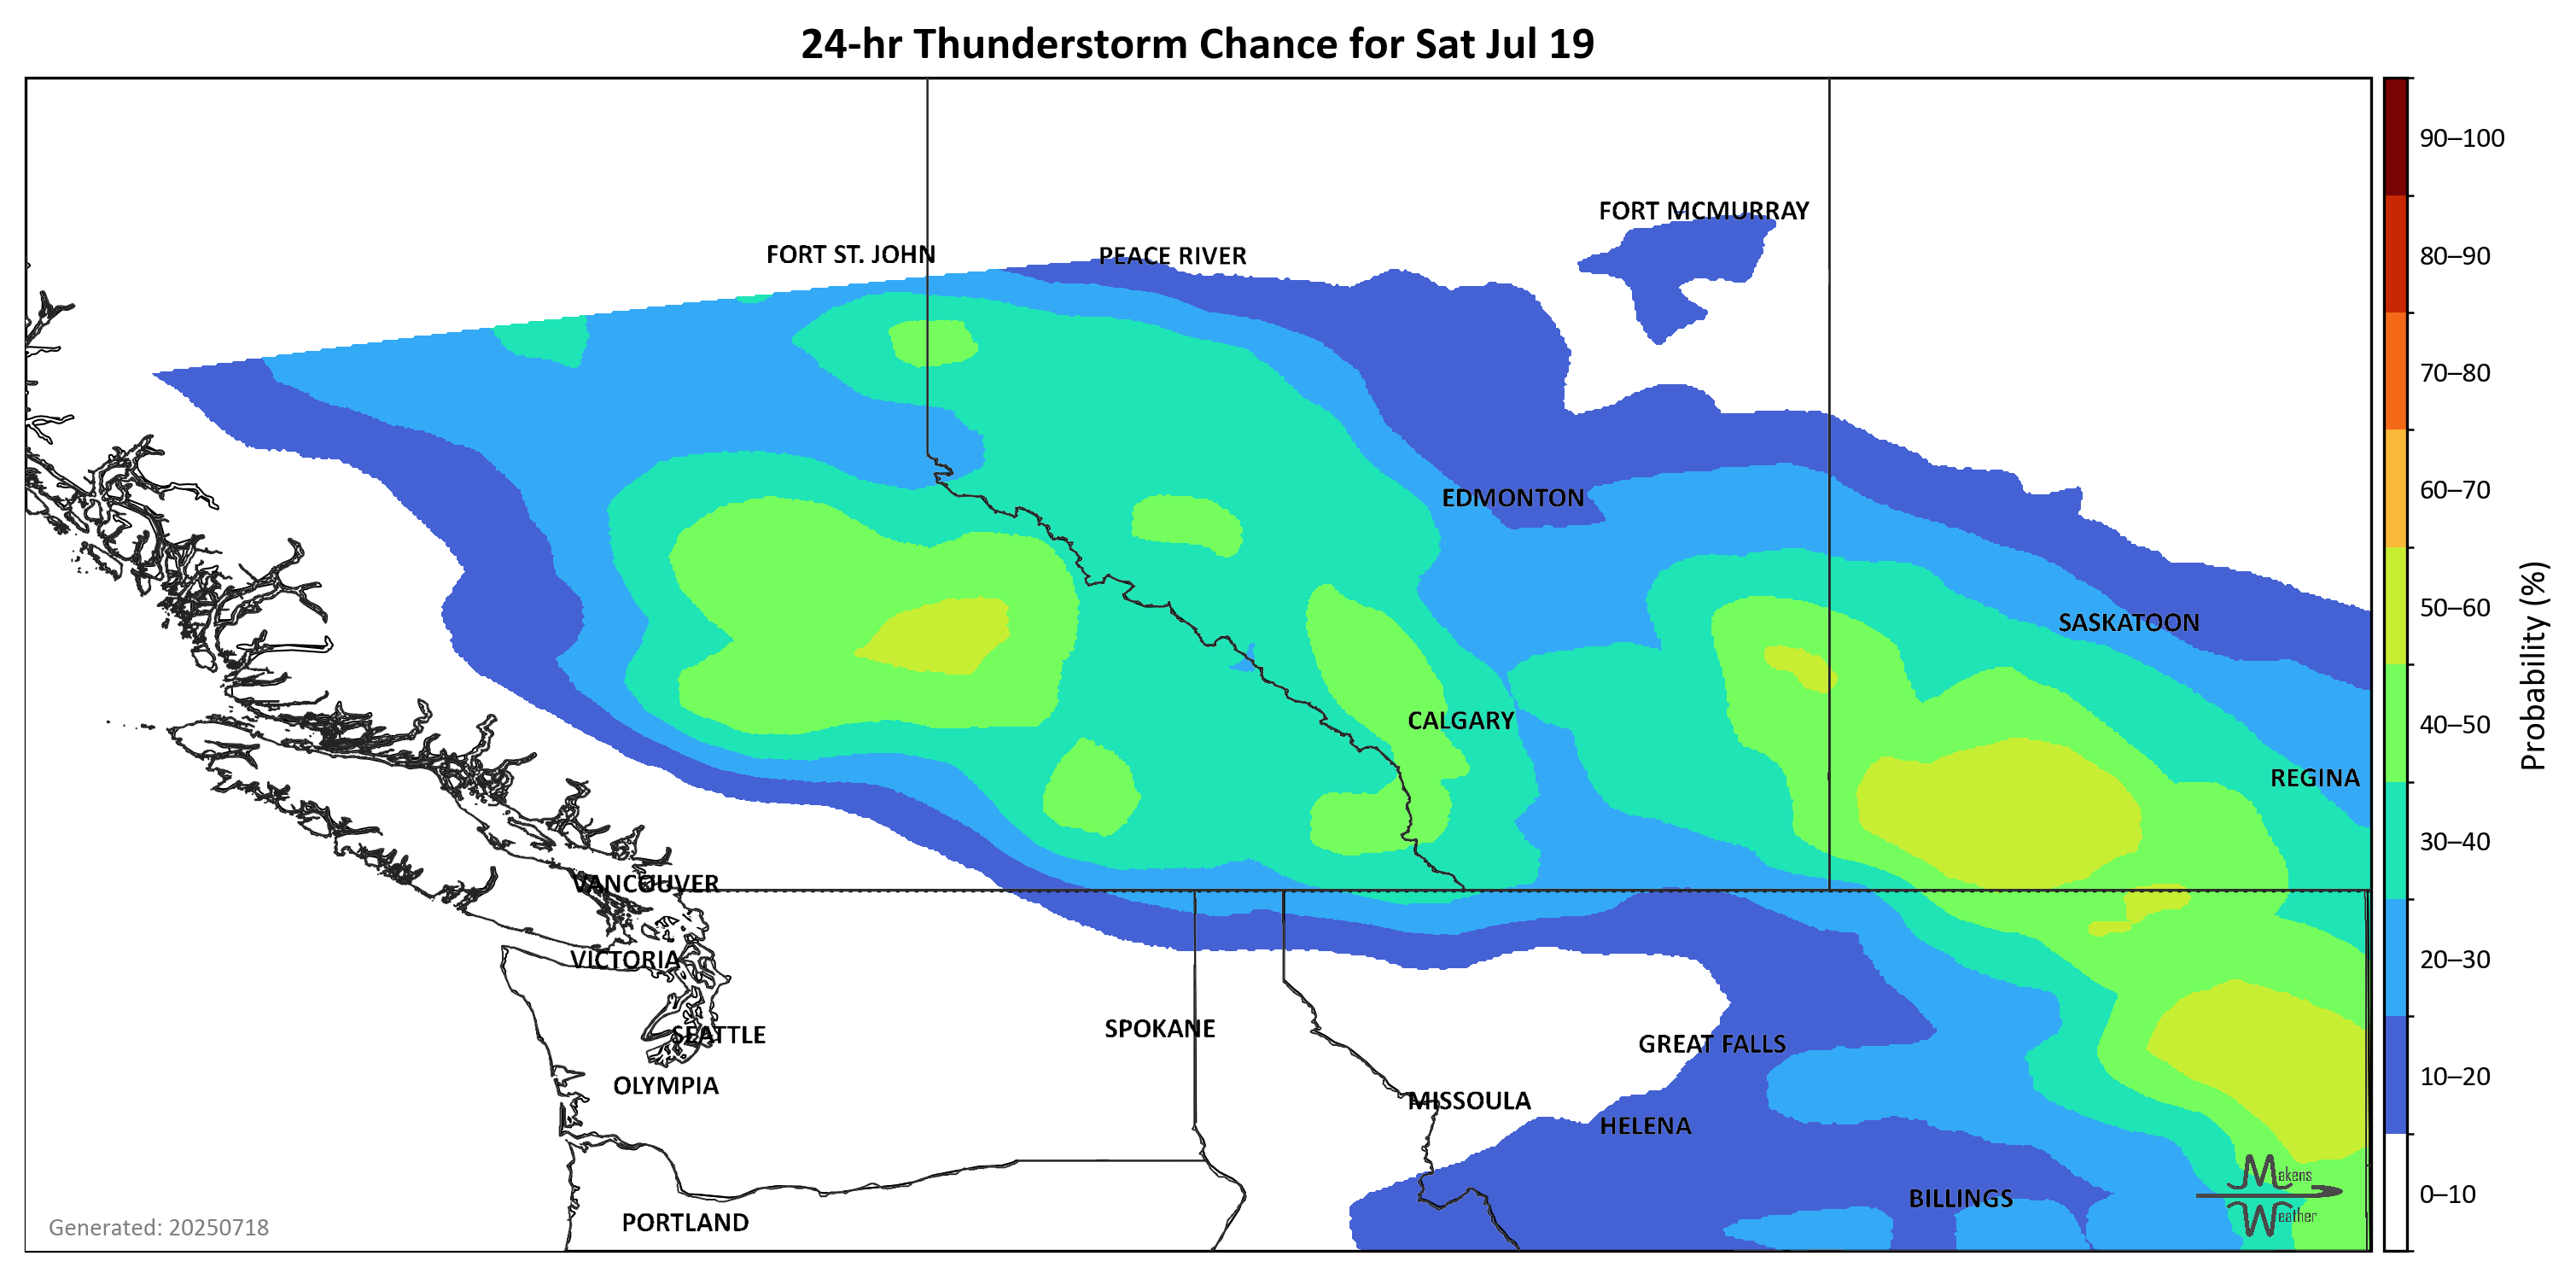 24-hr Thunderstorm Chance for Sat Jul 19
FORT MCMURRAY
FORT ST. JOHN
PEACE RIVER
EDMONTON
SASKATOON
CALGARY
REGINA
VANCOUVER
VICTORIA
SPOKANE
SEATTLE
GREAT FALLS
OLYMPIA
MISSOULA
HELENA
BILLINGS
PORTLAND
Makens
Weather
Generated: 20250718
90–100
80–90
70–80
60–70
50–60
40–50
30–40
20–30
10–20
0–10
Probability (%)